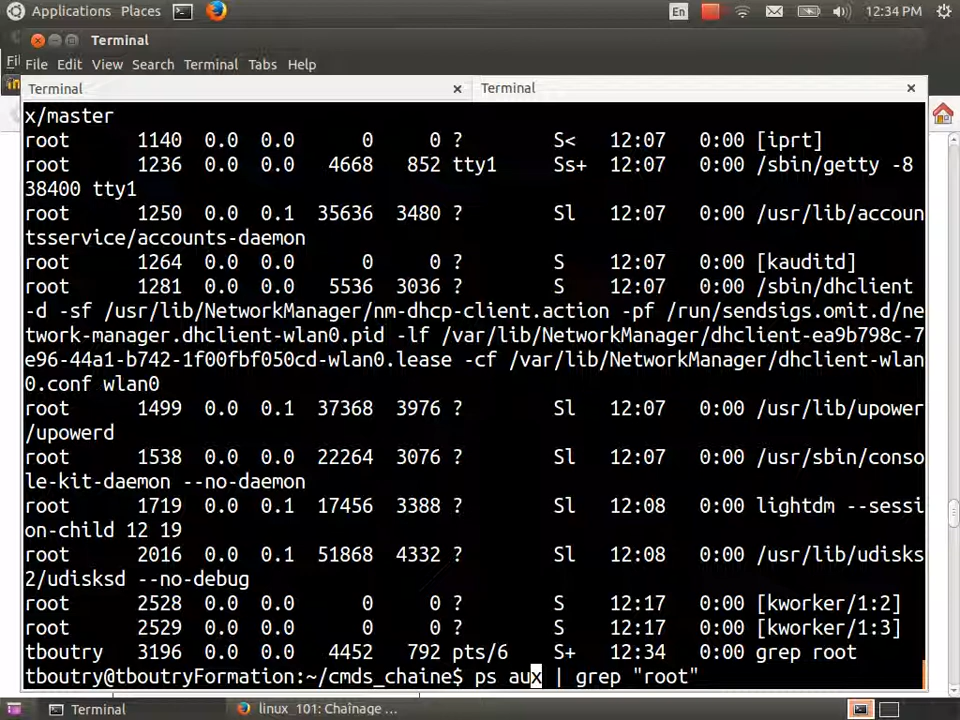 Applications Places En 12:34 PM
Terminal
File Edit View Search Terminal Tabs Help
Terminal × Terminal ×
x/master
root 1140 0.0 0.0 0 0 ? S< 12:07 0:00 [iprt]
root 1236 0.0 0.0 4668 852 tty1 Ss+ 12:07 0:00 /sbin/getty -8
38400 tty1
root 1250 0.0 0.1 35636 3480 ? Sl 12:07 0:00 /usr/lib/accoun
tsservice/accounts-daemon
root 1264 0.0 0.0 0 0 ? S 12:07 0:00 [kauditd]
root 1281 0.0 0.0 5536 3036 ? S 12:07 0:00 /sbin/dhclient
-d -sf /usr/lib/NetworkManager/nm-dhcp-client.action -pf /run/sendsigs.omit.d/ne
twork-manager.dhclient-wlan0.pid -lf /var/lib/NetworkManager/dhclient-ea9b798c-7
e96-44a1-b742-1f00fbf050cd-wlan0.lease -cf /var/lib/NetworkManager/dhclient-wlan
0.conf wlan0
root 1499 0.0 0.1 37368 3976 ? Sl 12:07 0:00 /usr/lib/upower
/upowerd
root 1538 0.0 0.0 22264 3076 ? Sl 12:07 0:00 /usr/sbin/conso
le-kit-daemon --no-daemon
root 1719 0.0 0.1 17456 3388 ? Sl 12:08 0:00 lightdm --sessi
on-child 12 19
root 2016 0.0 0.1 51868 4332 ? Sl 12:08 0:00 /usr/lib/udisks
2/udisksd --no-debug
root 2528 0.0 0.0 0 0 ? S 12:17 0:00 [kworker/1:2]
root 2529 0.0 0.0 0 0 ? S 12:17 0:00 [kworker/1:3]
tboutry 3196 0.0 0.0 4452 792 pts/6 S+ 12:34 0:00 grep root
tboutry@tboutryFormation:~/cmds_chaine$ ps aux | grep "root"
Terminal linux_101: Chaînage ...